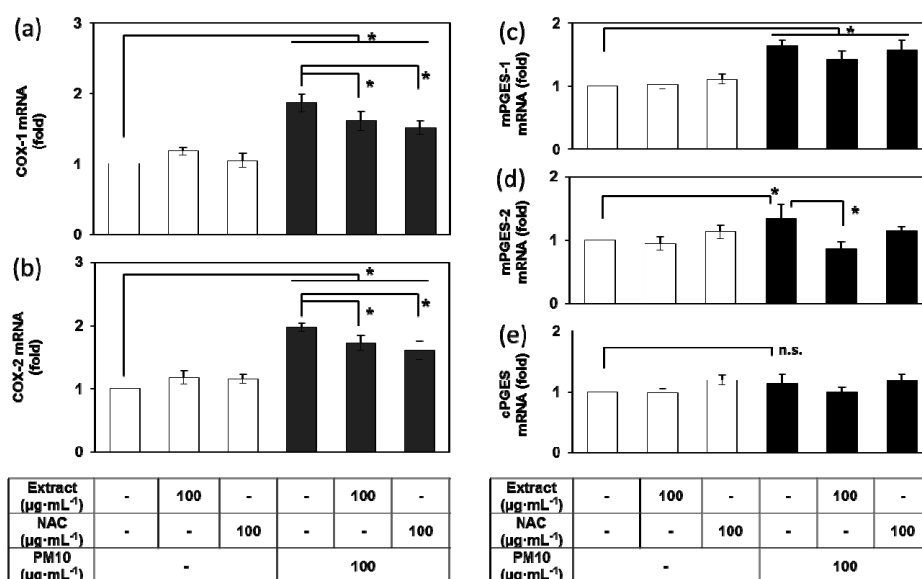 (a)
3
2
1
0
COX-1 mRNA
(fold)
*
*
*
(b)
3
2
1
0
COX-2 mRNA
(fold)
*
*
*
Extract
(µg·mL-1)
- 100 - - 100 -
NAC
(µg·mL-1)
- - 100 - - 100
PM10
(µg·mL-1)
- 100
(c)
2
1
0
mPGES-1
mRNA (fold)
*
(d)
2
1
0
mPGES-2
mRNA (fold)
*
*
(e)
2
1
0
cPGES
mRNA (fold)
n.s.
Extract
(µg·mL-1)
- 100 - - 100 -
NAC
(µg·mL-1)
- - 100 - - 100
PM10
(µg·mL-1)
- 100